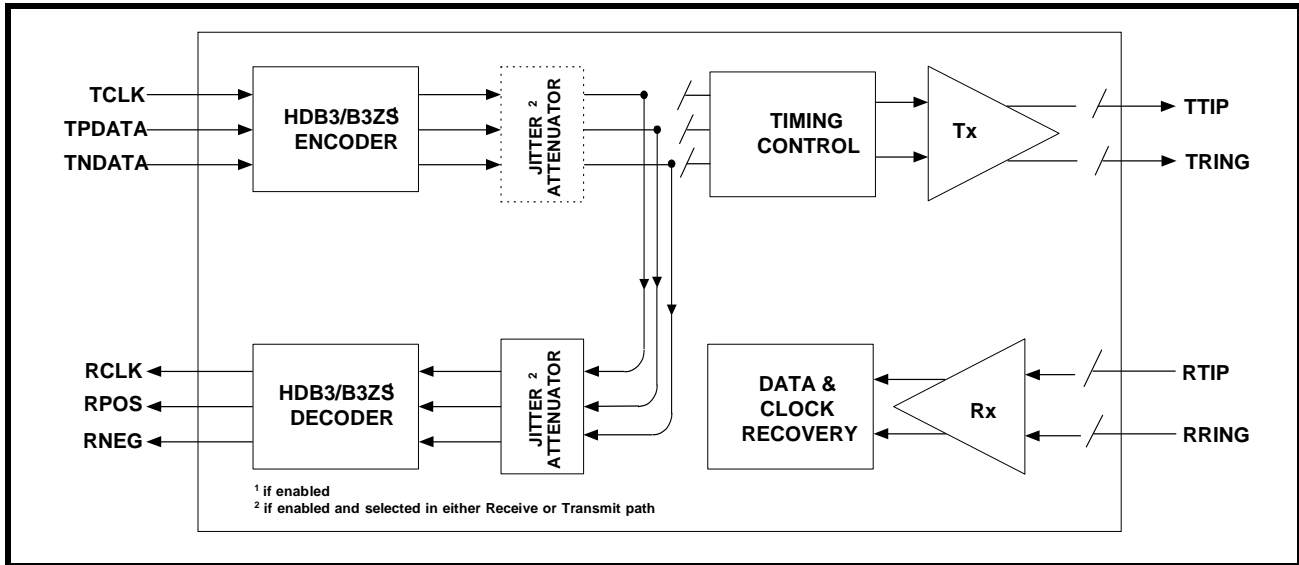 TCLK
TPDATA
TNDATA
HDB3/B3ZS1
ENCODER
JITTER 2
ATTENUATOR
TIMING
CONTROL
Tx
TTIP
TRING
RCLK
RPOS
RNEG
HDB3/B3ZS1
DECODER
JITTER 2
ATTENUATOR
DATA &
CLOCK
RECOVERY
Rx
RTIP
RRING
1 if enabled
2 if enabled and selected in either Receive or Transmit path